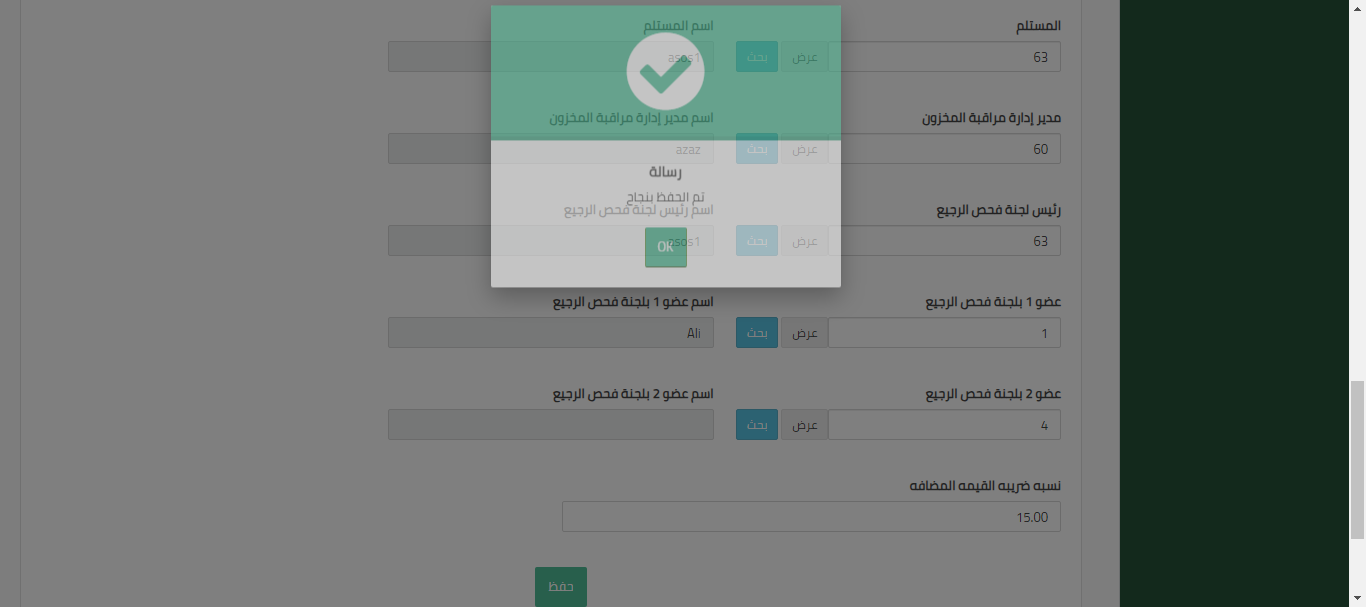 المستلم
اسم المستلم
63
عرض
بحث
asos1
مدير إدارة مراقبة المخزون
اسم مدير إدارة مراقبة المخزون
60
عرض
بحث
azaz
رسالة
تم الحفظ بنجاح
رئيس لجنة فحص الرجيع
اسم رئيس لجنة فحص الرجيع
63
عرض
بحث
asos1
OK
عضو 1 بلجنة فحص الرجيع
اسم عضو 1 بلجنة فحص الرجيع
1
عرض
بحث
Ali
عضو 2 بلجنة فحص الرجيع
اسم عضو 2 بلجنة فحص الرجيع
4
عرض
بحث
نسبه ضريبه القيمه المضافه
15.00
حفظ